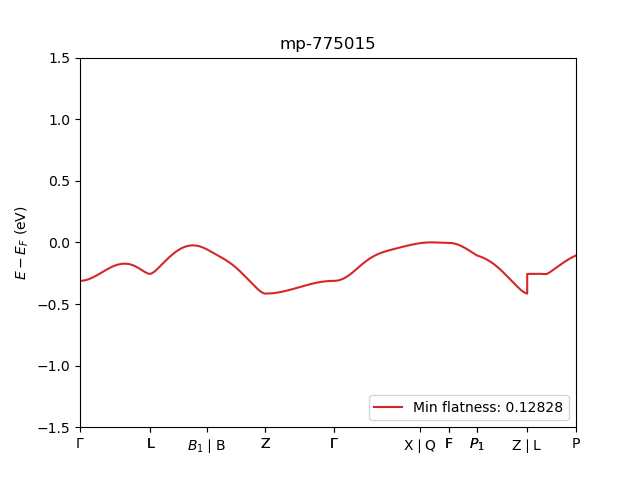 mp-775015
1.5
1.0
0.5
0.0
−0.5
−1.0
−1.5
E − E_F (eV)
Min flatness: 0.12828
Γ L B₁ | B Z Γ X | Q F P₁ Z | L P